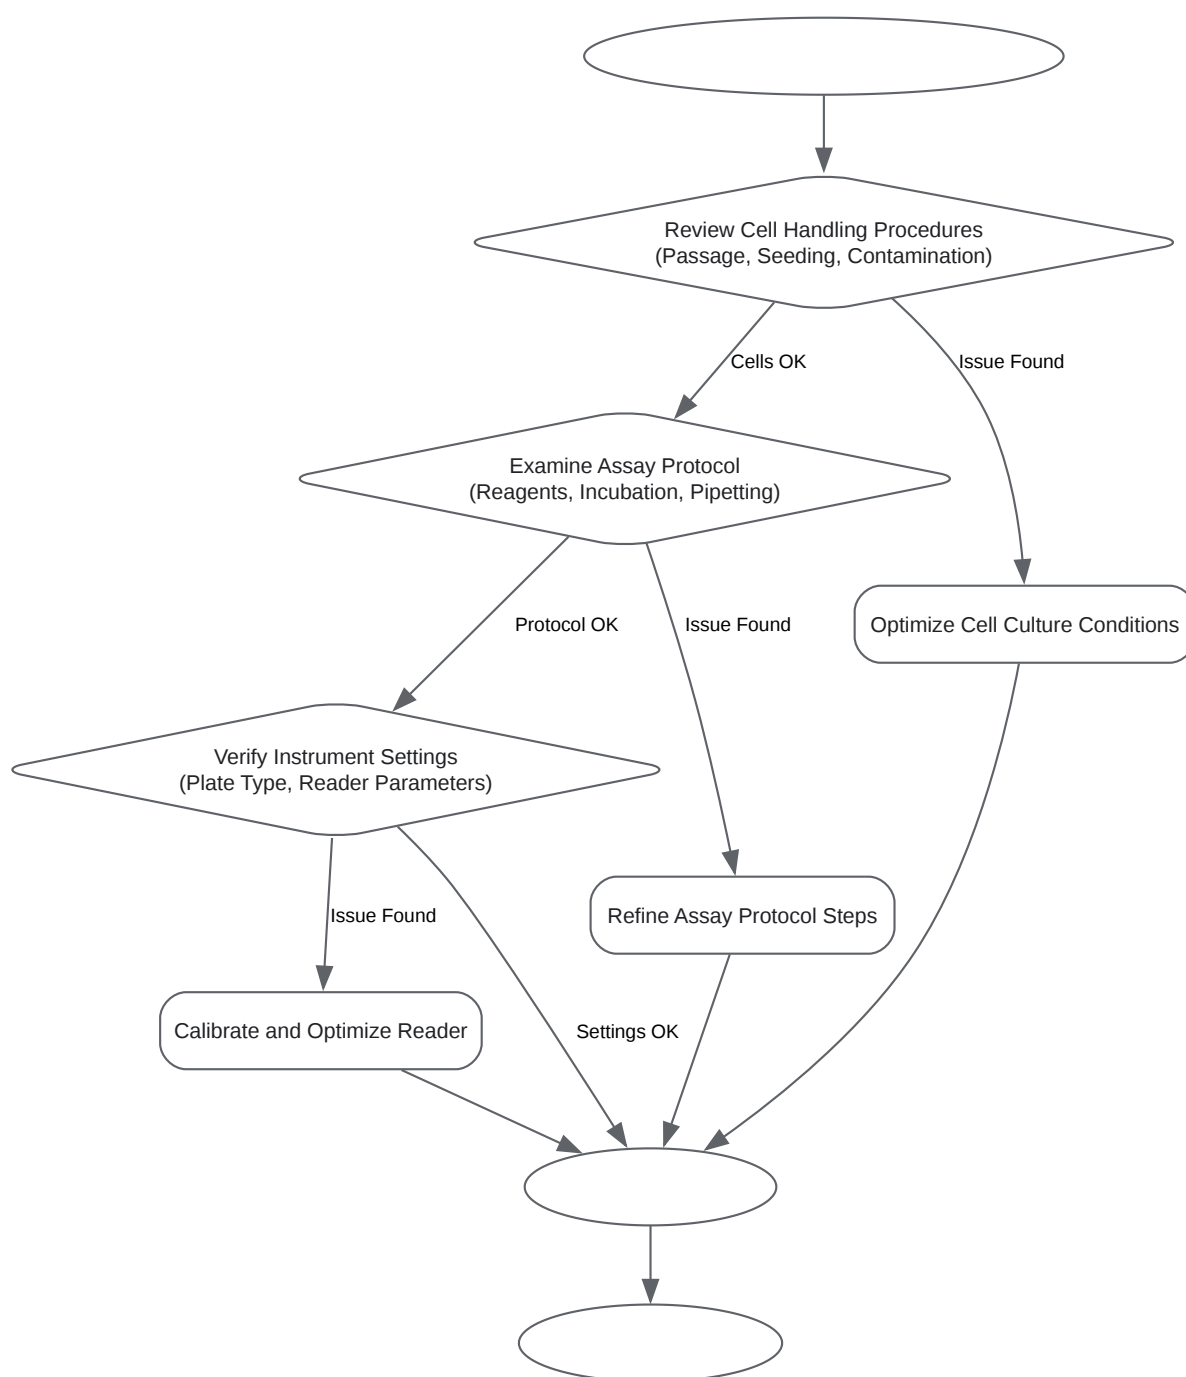 Review Cell Handling Procedures
(Passage, Seeding, Contamination)
Cells OK
Issue Found
Examine Assay Protocol
(Reagents, Incubation, Pipetting)
Protocol OK
Issue Found
Optimize Cell Culture Conditions
Verify Instrument Settings
(Plate Type, Reader Parameters)
Issue Found
Refine Assay Protocol Steps
Calibrate and Optimize Reader
Settings OK